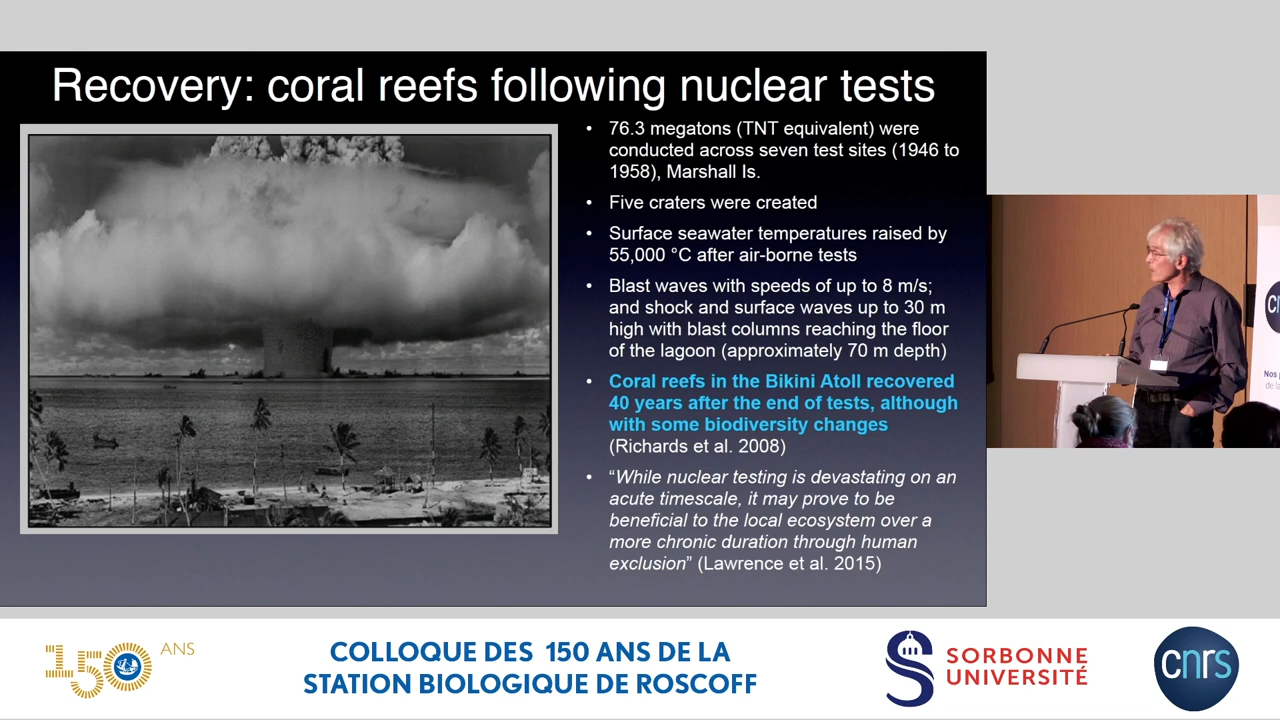 Recovery: coral reefs following nuclear tests
• 76.3 megatons (TNT equivalent) were
conducted across seven test sites (1946 to
1958), Marshall Is.
• Five craters were created
• Surface seawater temperatures raised by
55,000 °C after air-borne tests
• Blast waves with speeds of up to 8 m/s;
and shock and surface waves up to 30 m
high with blast columns reaching the floor
of the lagoon (approximately 70 m depth)
• Coral reefs in the Bikini Atoll recovered
40 years after the end of tests, although
with some biodiversity changes
(Richards et al. 2008)
• “While nuclear testing is devastating on an
acute timescale, it may prove to be
beneficial to the local ecosystem over a
more chronic duration through human
exclusion” (Lawrence et al. 2015)
Nos
de la
150 ANS
COLLOQUE DES 150 ANS DE LA
STATION BIOLOGIQUE DE ROSCOFF
SORBONNE
UNIVERSITÉ
cnrs